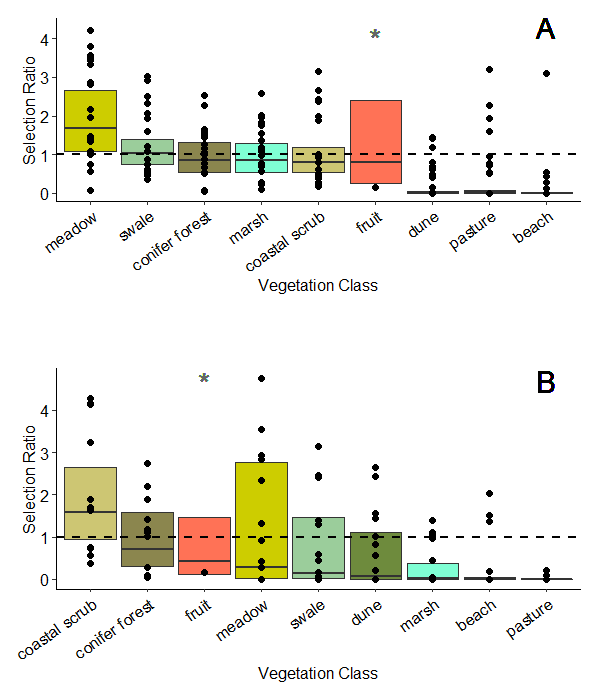 A
*
Selection Ratio
4
3
2
1
0
meadow
swale
conifer forest
marsh
coastal scrub
fruit
dune
pasture
beach
Vegetation Class
B
*
Selection Ratio
4
3
2
1
0
coastal scrub
conifer forest
fruit
meadow
swale
dune
marsh
beach
pasture
Vegetation Class